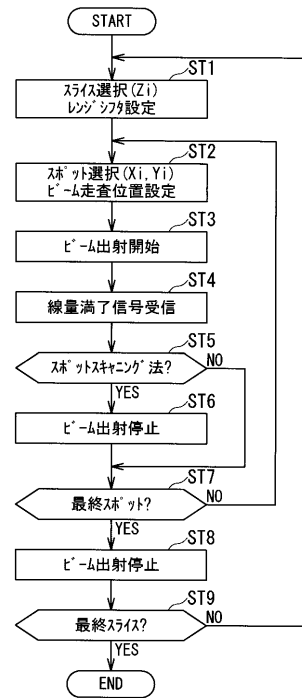 START
ST1
スライス選択(Zi)
レンジシフタ設定
ST2
スポット選択(Xi,Yi)
ビーム走査位置設定
ST3
ビーム出射開始
ST4
線量満了信号受信
ST5
スポットスキャニング法?
NO
YES
ST6
ビーム出射停止
ST7
最終スポット?
NO
YES
ST8
ビーム出射停止
ST9
最終スライス?
NO
YES
END